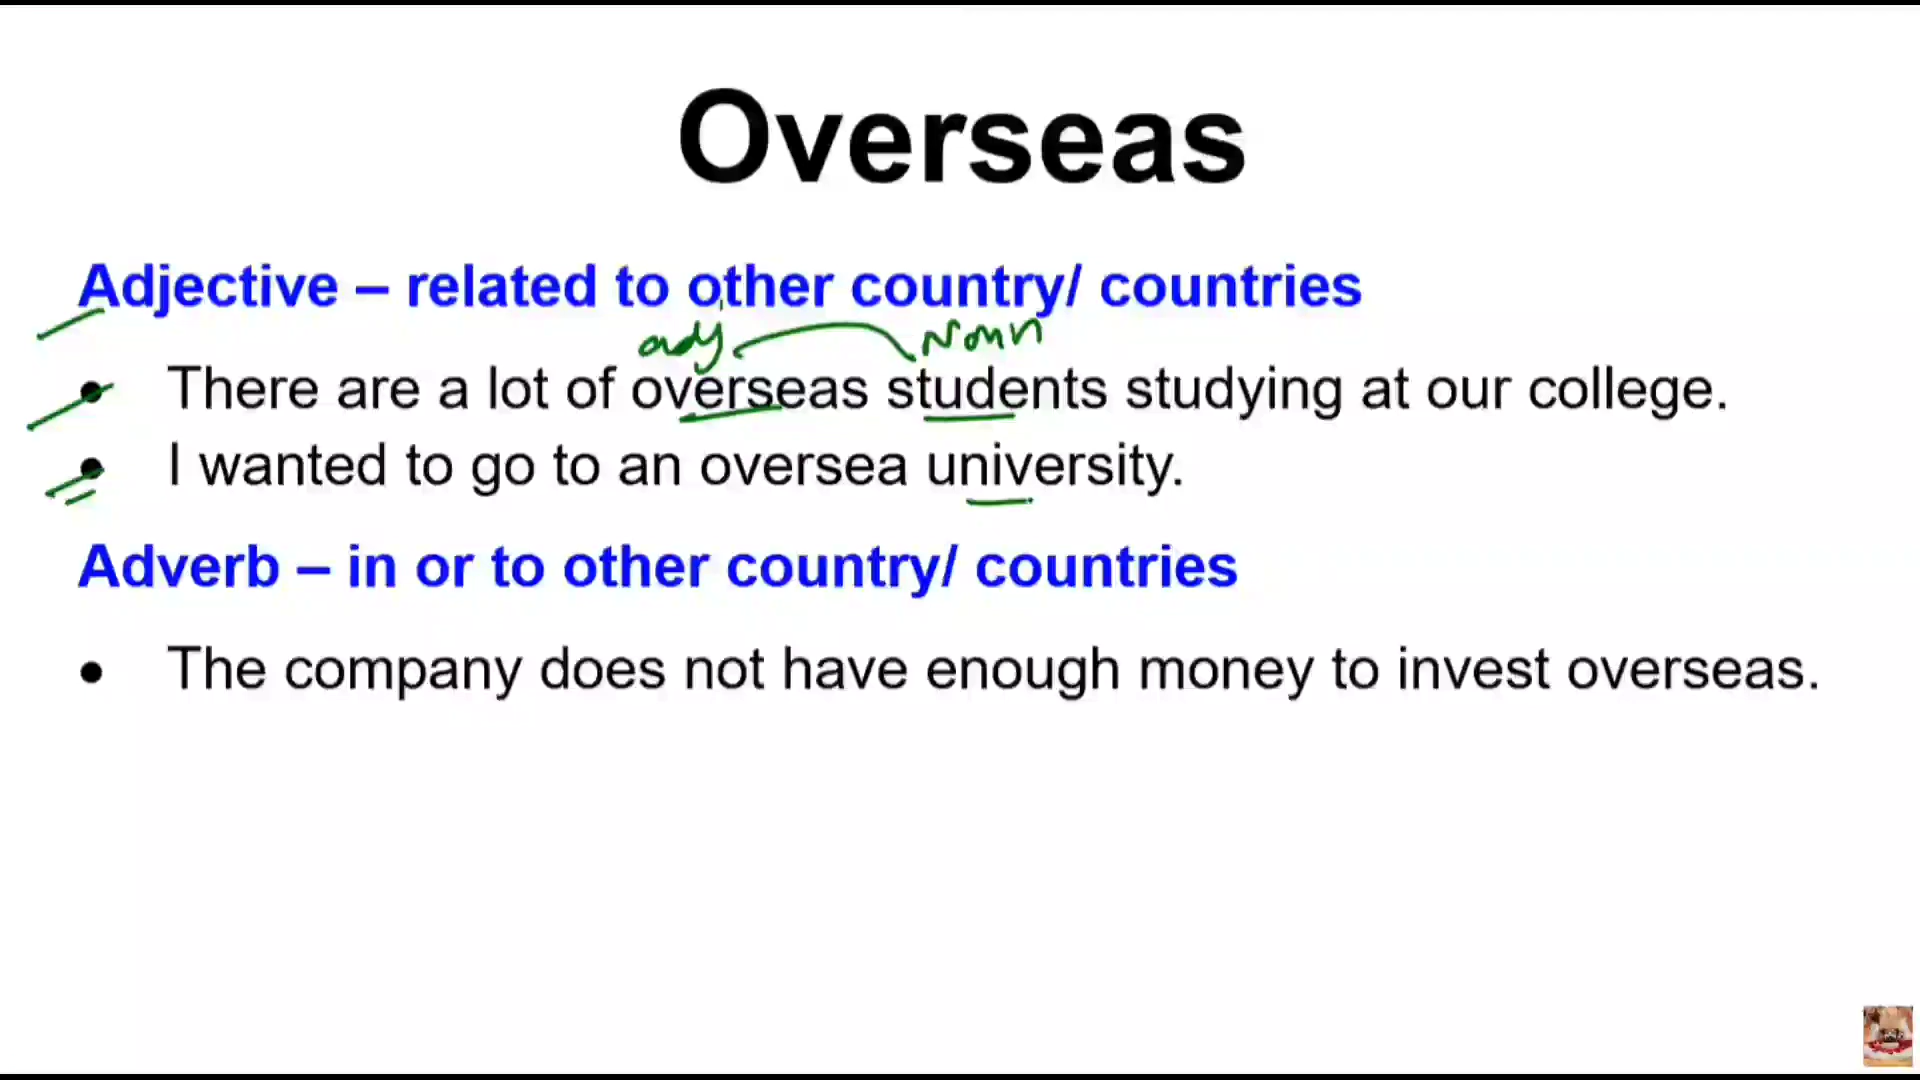 Overseas
Adjective – related to other country/ countries
adj Noun
• There are a lot of overseas students studying at our college.
• I wanted to go to an oversea university.
Adverb – in or to other country/ countries
• The company does not have enough money to invest overseas.